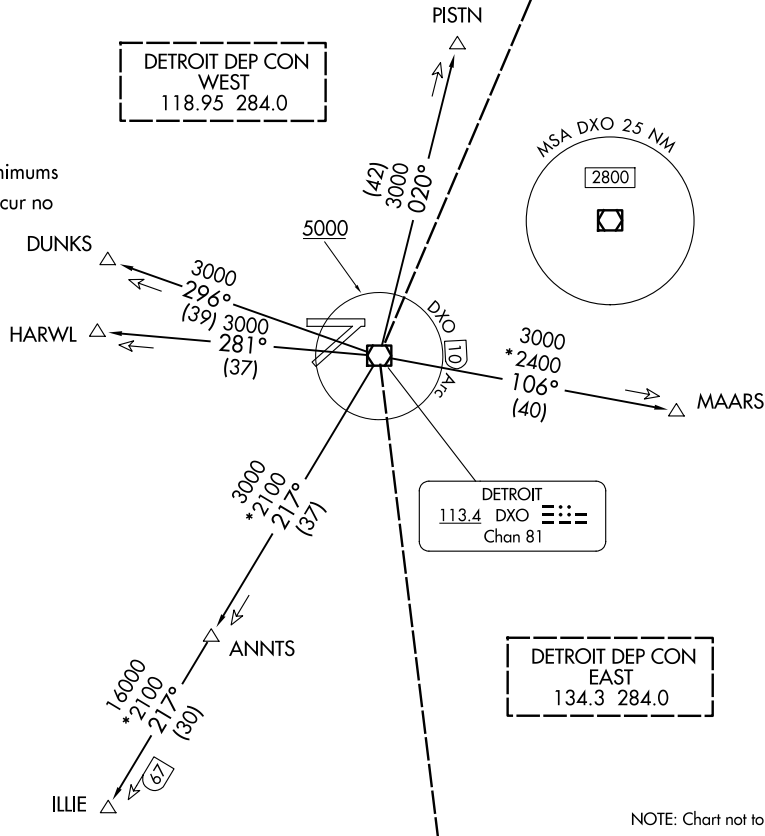 PISTN
DETROIT DEP CON
WEST
118.95 284.0
MSA DXO 25 NM
2800
nimums
cur no
(42)
3000
020°
5000
DUNKS
3000
296°
(39)
HARWL
3000
281°
(37)
DXO 10 Arc
3000
*2400
106°
(40)
MAARS
3000
*2100
217°
(37)
DETROIT
113.4 DXO
Chan 81
ANNTS
DETROIT DEP CON
EAST
134.3 284.0
16000
*2100
217°
(30)
67
ILLIE
NOTE: Chart not to